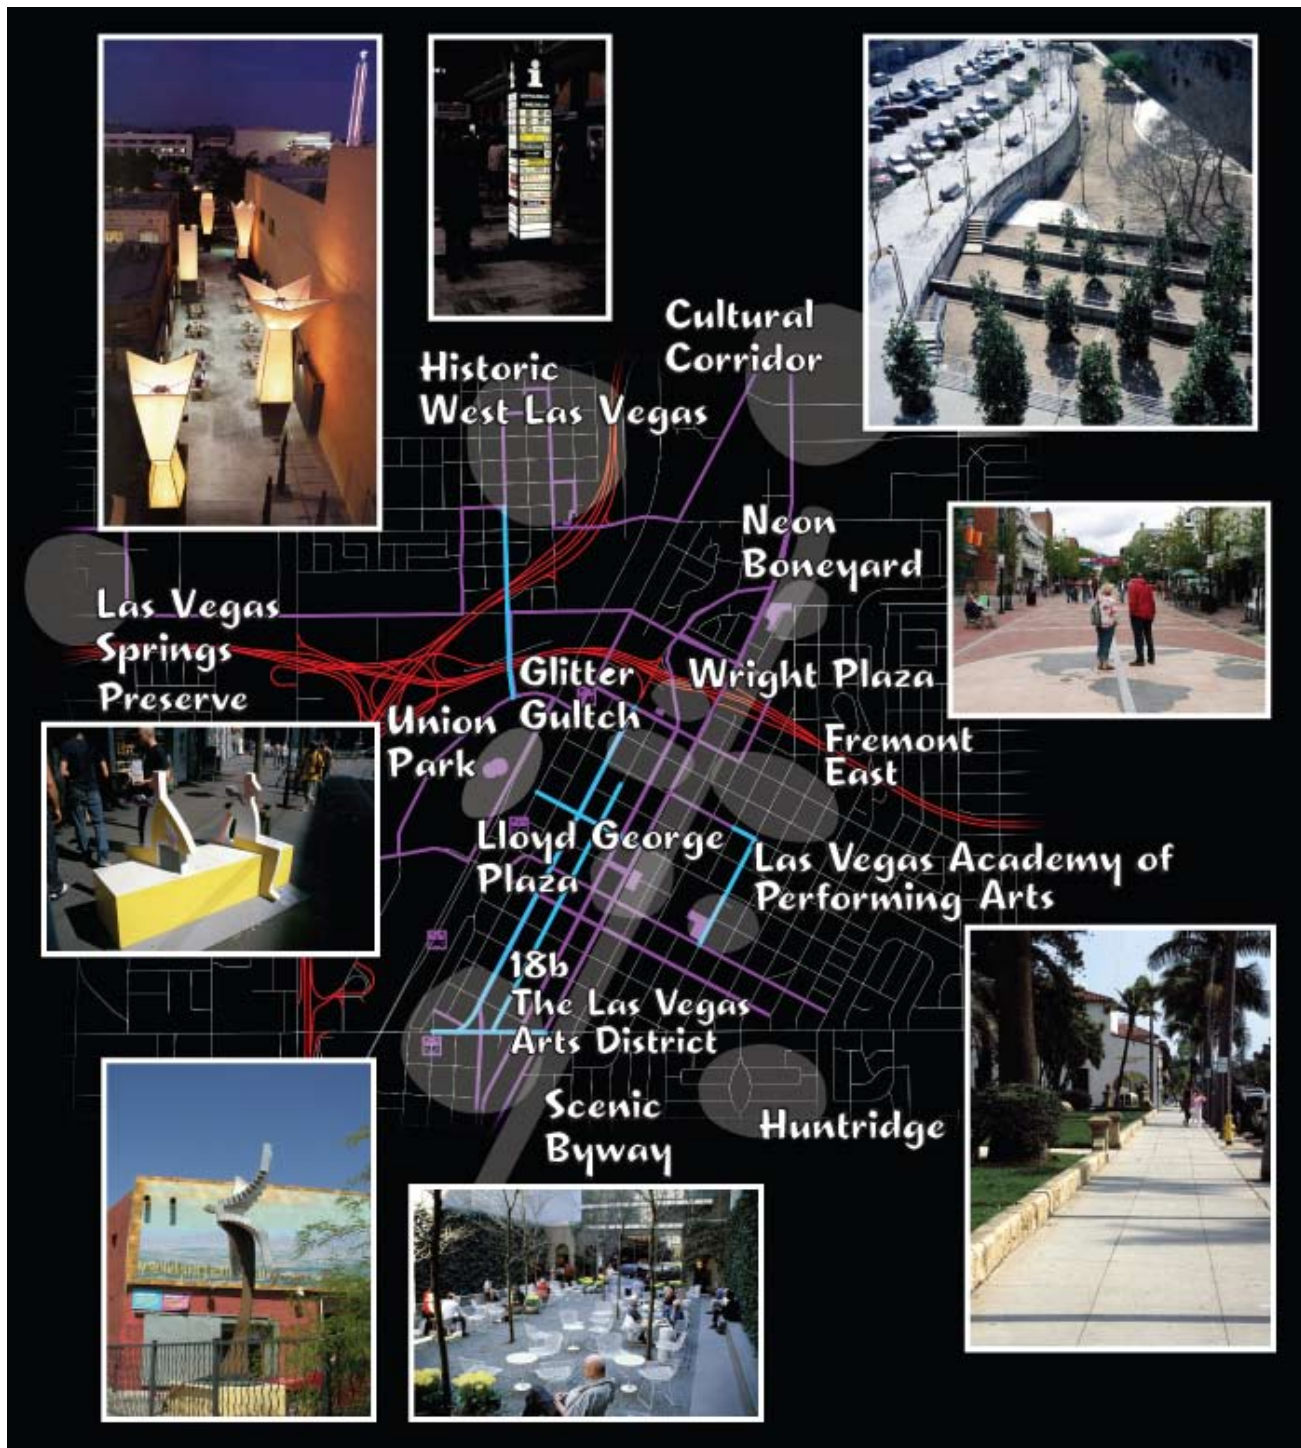 Cultural
Corridor
Historic
West Las Vegas
Neon
Boneyard
Las Vegas
Springs
Preserve
Glitter
Gultch
Wright Plaza
Union
Park
Fremont
East
Lloyd George
Plaza
Las Vegas Academy of
Performing Arts
18b
The Las Vegas
Arts District
Scenic
Byway
Huntridge